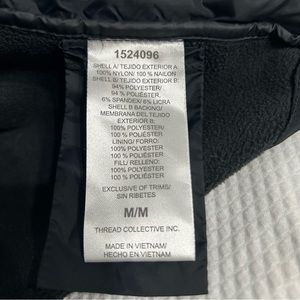 1524096
SHELL A/ TEJIDO EXTERIOR A:
100% NYLON/ 100 % NAILON
SHELL B/ TEJIDO EXTERIOR B:
94% POLYESTER/
94 % POLIÉSTER,
6% SPANDEX/ 6% LICRA
SHELL B BACKING/
MEMBRANA DEL TEJIDO
EXTERIOR B:
100% POLYESTER/
100% POLIÉSTER
LINING/ FORRO:
100% POLYESTER/
100% POLIÉSTER
FILL/ RELLENO:
100% POLYESTER/
100% POLIÉSTER
EXCLUSIVE OF TRIMS/
SIN RIBETES
M/M
THREAD COLLECTIVE INC.
MADE IN VIETNAM/
HECHO EN VIETNAM